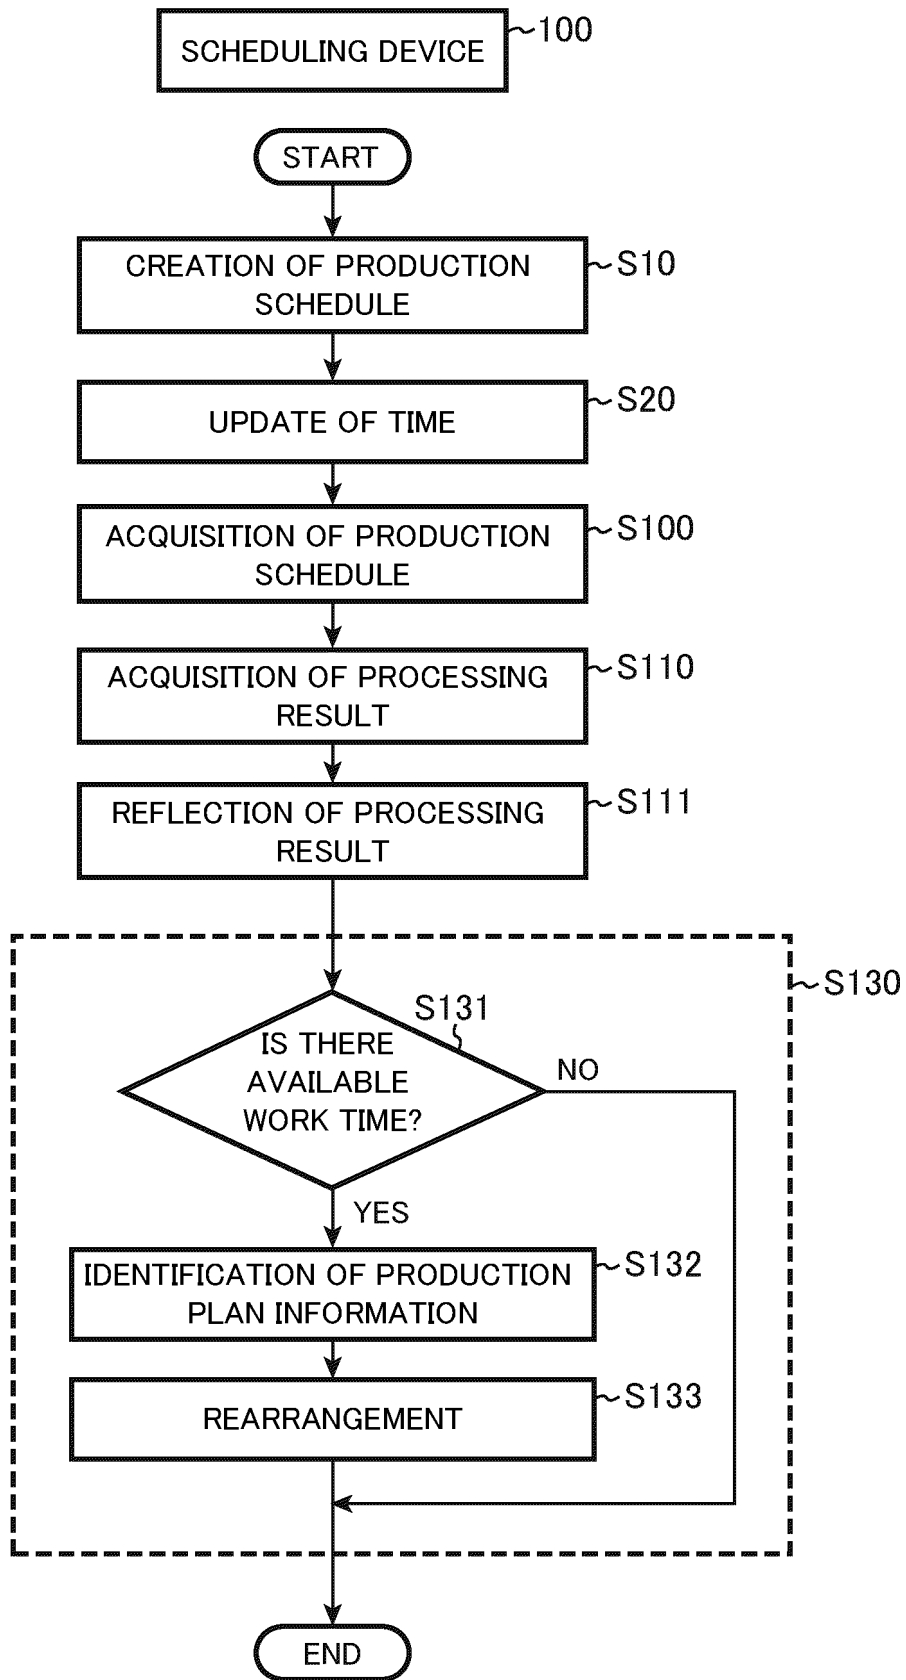 SCHEDULING DEVICE
100
START
CREATION OF PRODUCTION
SCHEDULE
S10
UPDATE OF TIME
S20
ACQUISITION OF PRODUCTION
SCHEDULE
S100
ACQUISITION OF PROCESSING
RESULT
S110
REFLECTION OF PROCESSING
RESULT
S111
S130
S131
IS THERE
AVAILABLE
WORK TIME?
NO
YES
IDENTIFICATION OF PRODUCTION
PLAN INFORMATION
S132
REARRANGEMENT
S133
END